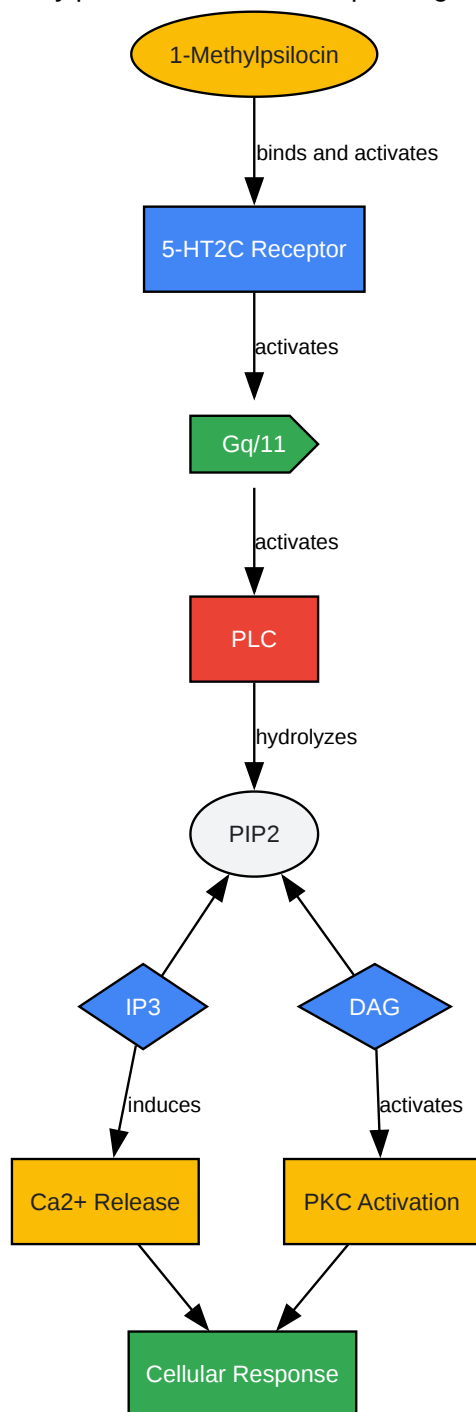 1-Methylpsilocin
binds and activates
5-HT2C Receptor
activates
Gq/11
activates
PLC
hydrolyzes
PIP2
IP3
DAG
induces
activates
Ca2+ Release
PKC Activation
Cellular Response